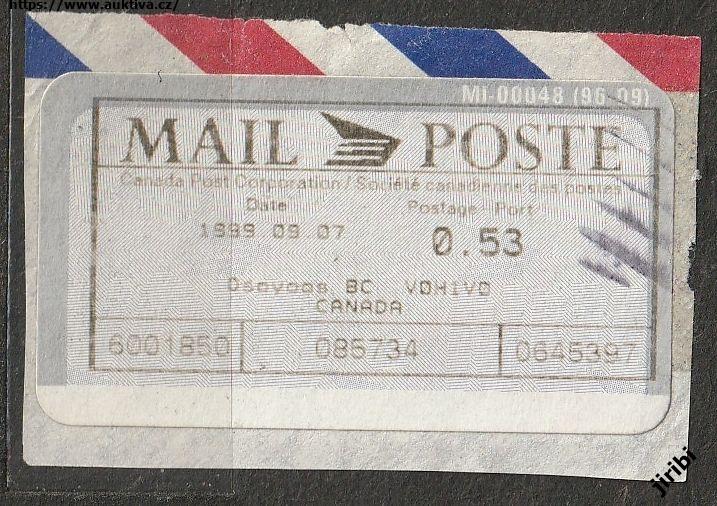 https://www.auktiva.cz/
MI-00048 (96-09)
MAIL POSTE
Canada Post Corporation / Société canadienne des postes
Date Postage - Port
1999 09 07 0.53
Osoyoos BC V0H1V0
CANADA
6001850 085734 0645397
jiribi